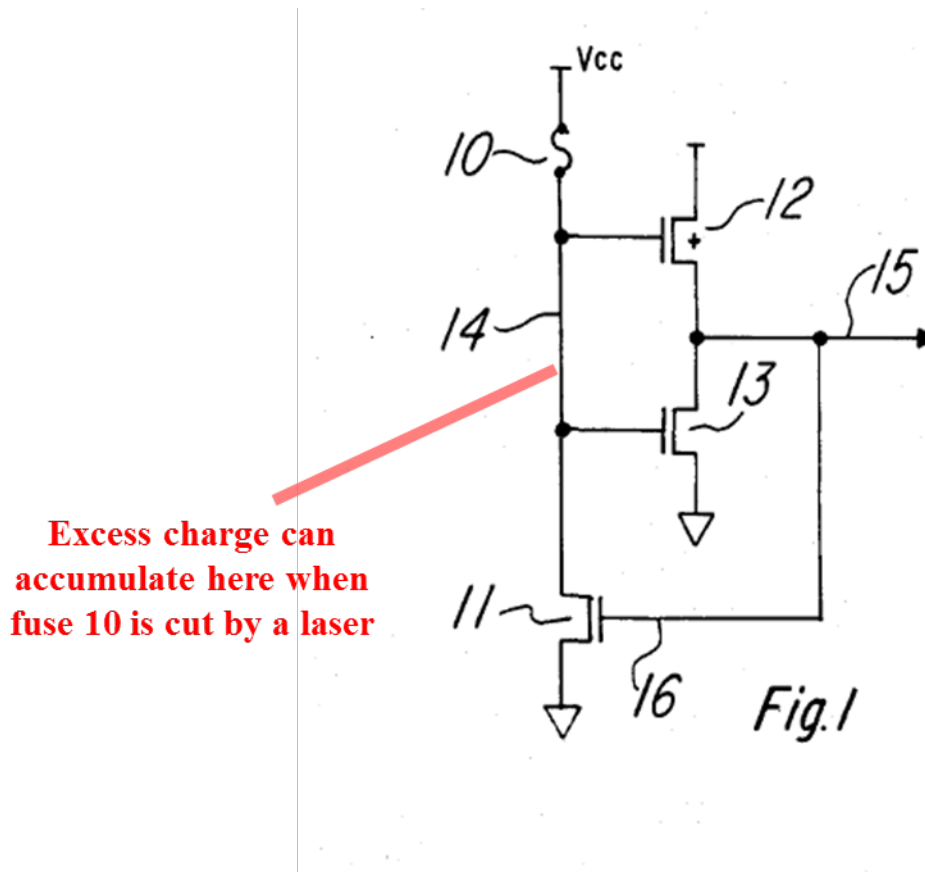 Vcc
10
12
15
14
13
Excess charge can
accumulate here when
fuse 10 is cut by a laser
11
16
Fig.1